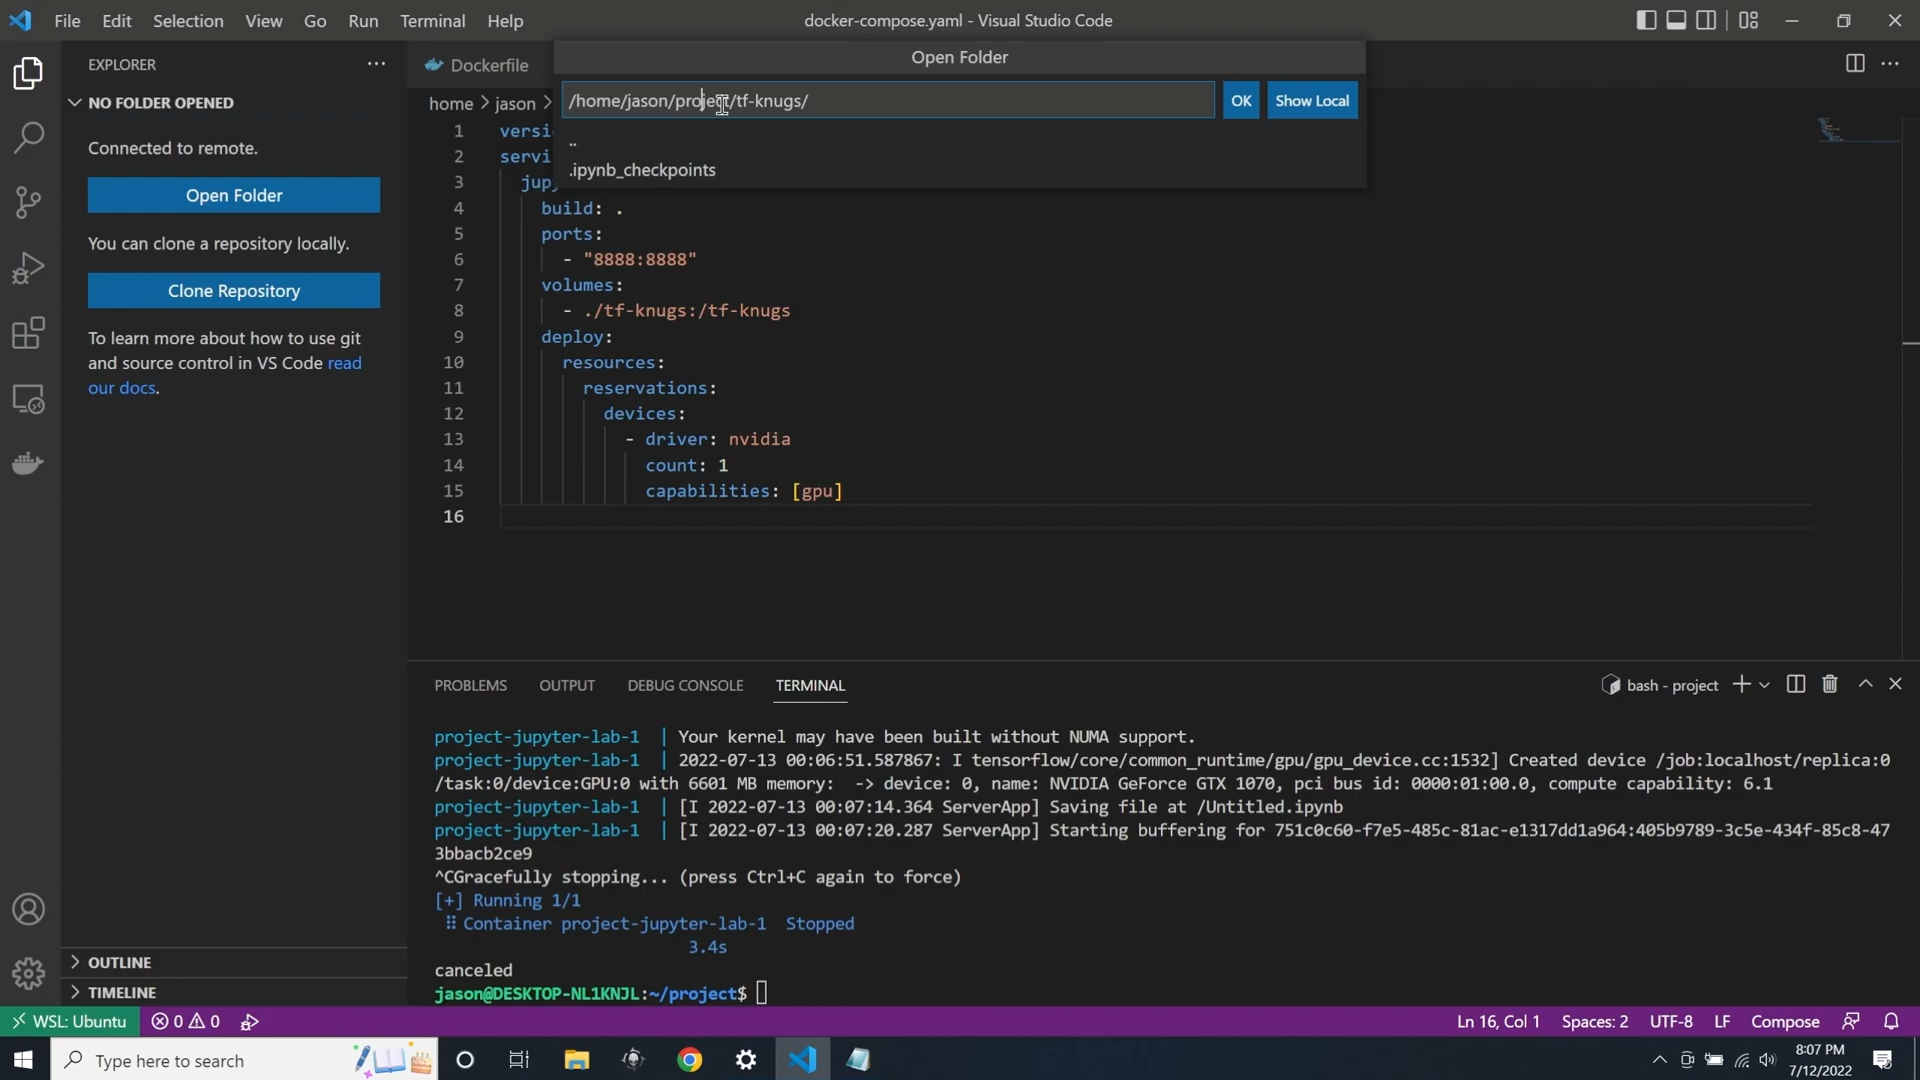 File Edit Selection View Go Run Terminal Help
docker-compose.yaml - Visual Studio Code
EXPLORER
NO FOLDER OPENED
Connected to remote.
Open Folder
You can clone a repository locally.
Clone Repository
To learn more about how to use git
and source control in VS Code read
our docs.
OUTLINE
TIMELINE
Dockerfile
Open Folder
/home/jason/project/tf-knugs/
OK
Show Local
..
.ipynb_checkpoints
home > jason >
1 versi
2 servi
3 jupy
4 build: .
5 ports:
6 - "8888:8888"
7 volumes:
8 - ./tf-knugs:/tf-knugs
9 deploy:
10 resources:
11 reservations:
12 devices:
13 - driver: nvidia
14 count: 1
15 capabilities: [gpu]
16
PROBLEMS OUTPUT DEBUG CONSOLE TERMINAL
bash - project
project-jupyter-lab-1 | Your kernel may have been built without NUMA support.
project-jupyter-lab-1 | 2022-07-13 00:06:51.587867: I tensorflow/core/common_runtime/gpu/gpu_device.cc:1532] Created device /job:localhost/replica:0
/task:0/device:GPU:0 with 6601 MB memory: -> device: 0, name: NVIDIA GeForce GTX 1070, pci bus id: 0000:01:00.0, compute capability: 6.1
project-jupyter-lab-1 | [I 2022-07-13 00:07:14.364 ServerApp] Saving file at /Untitled.ipynb
project-jupyter-lab-1 | [I 2022-07-13 00:07:20.287 ServerApp] Starting buffering for 751c0c60-f7e5-485c-81ac-e1317dd1a964:405b9789-3c5e-434f-85c8-47
3bbacb2ce9
^CGracefully stopping... (press Ctrl+C again to force)
[+] Running 1/1
⠿ Container project-jupyter-lab-1 Stopped
3.4s
canceled
jason@DESKTOP-NL1KNJL:~/project$
WSL: Ubuntu 0 0
Ln 16, Col 1 Spaces: 2 UTF-8 LF Compose
Type here to search
8:07 PM
7/12/2022